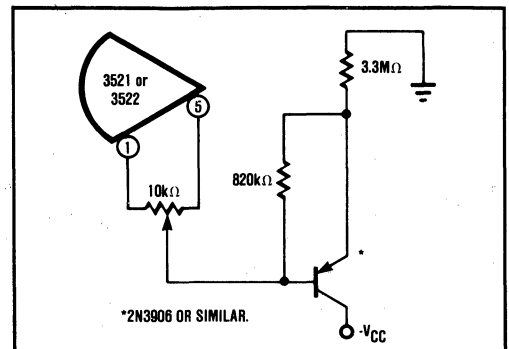 3521 or
3522
5
1
3.3MΩ
10kΩ
820kΩ
*
*2N3906 OR SIMILAR.
-VCC